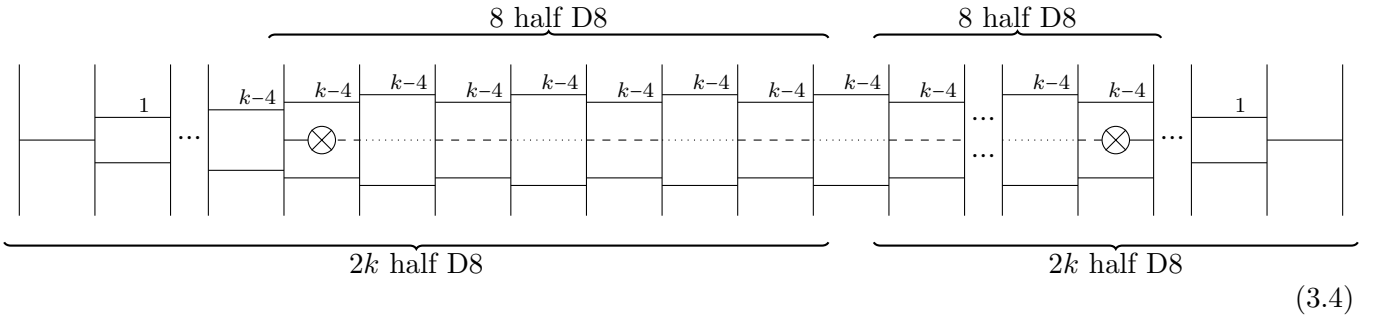 8 half D8 8 half D8
1 ... k−4 k−4 k−4 k−4 k−4 k−4 k−4 k−4 k−4 k−4 ... ... k−4 k−4 ... 1
2k half D8 2k half D8
(3.4)